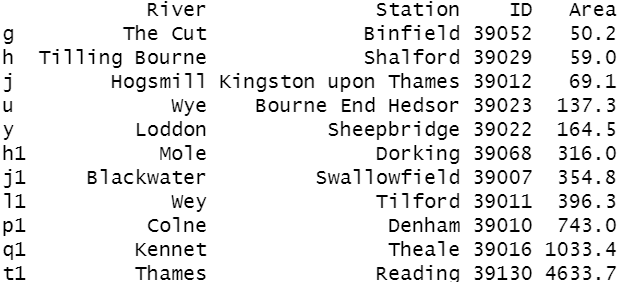 River Station ID Area
g The Cut Binfield 39052 50.2
h Tilling Bourne Shalford 39029 59.0
j Hogsmill Kingston upon Thames 39012 69.1
u Wye Bourne End Hedsor 39023 137.3
y Loddon Sheepbridge 39022 164.5
h1 Mole Dorking 39068 316.0
j1 Blackwater Swallowfield 39007 354.8
l1 Wey Tilford 39011 396.3
p1 Colne Denham 39010 743.0
q1 Kennet Theale 39016 1033.4
t1 Thames Reading 39130 4633.7